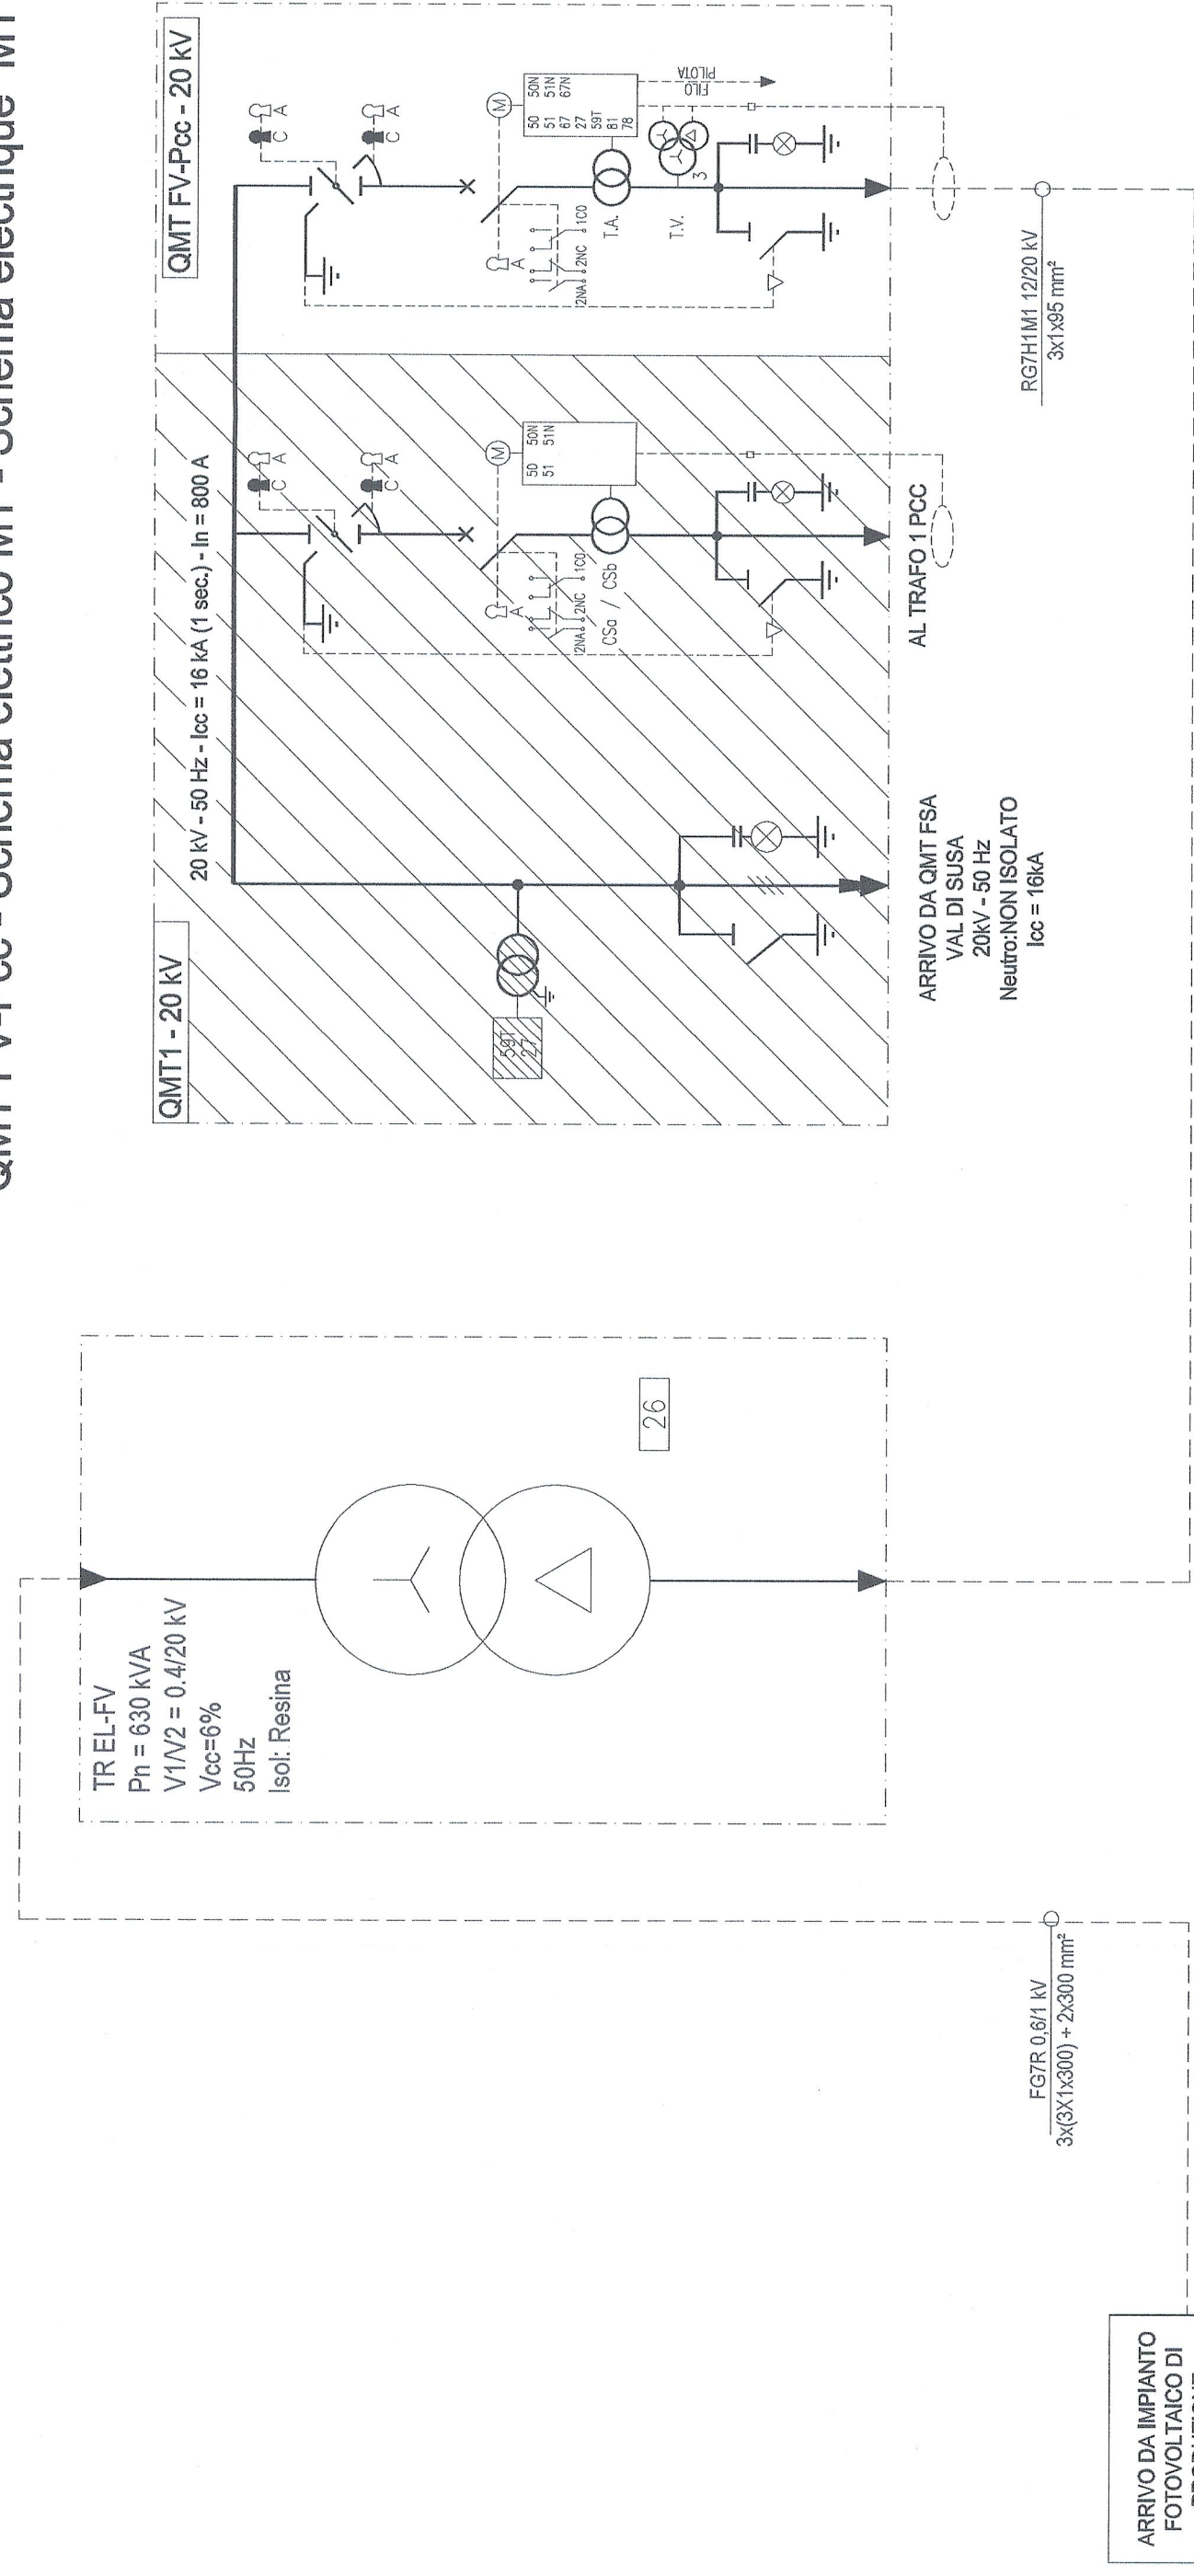 QMT FV-Pcc - Schema elettrico MT - Schéma électrique MT
QMT1 - 20 kV
20 kV - 50 Hz - Icc = 16 kA (1 sec.) - In = 800 A
QMT FV-Pcc - 20 kV
59T
27
C
A
C
A
M
50 50N
51 51N
A
2NA
2NC
1CO
CSa / CSb
C
A
C
A
M
50 50N
51 51N
67 67N
27
59T
81
78
A
2NA
2NC
1CO
T.A.
T.V.
3
FILO
PILOTA
ARRIVO DA QMT FSA
VAL DI SUSA
20kV - 50 Hz
Neutro:NON ISOLATO
Icc = 16kA
AL TRAFO 1 PCC
RG7H1M1 12/20 kV
3x1x95 mm²
TR EL-FV
Pn = 630 kVA
V1/V2 = 0.4/20 kV
Vcc=6%
50Hz
Isol: Resina
26
FG7R 0,6/1 kV
3x(3X1x300) + 2x300 mm²
ARRIVO DA IMPIANTO
FOTOVOLTAICO DI